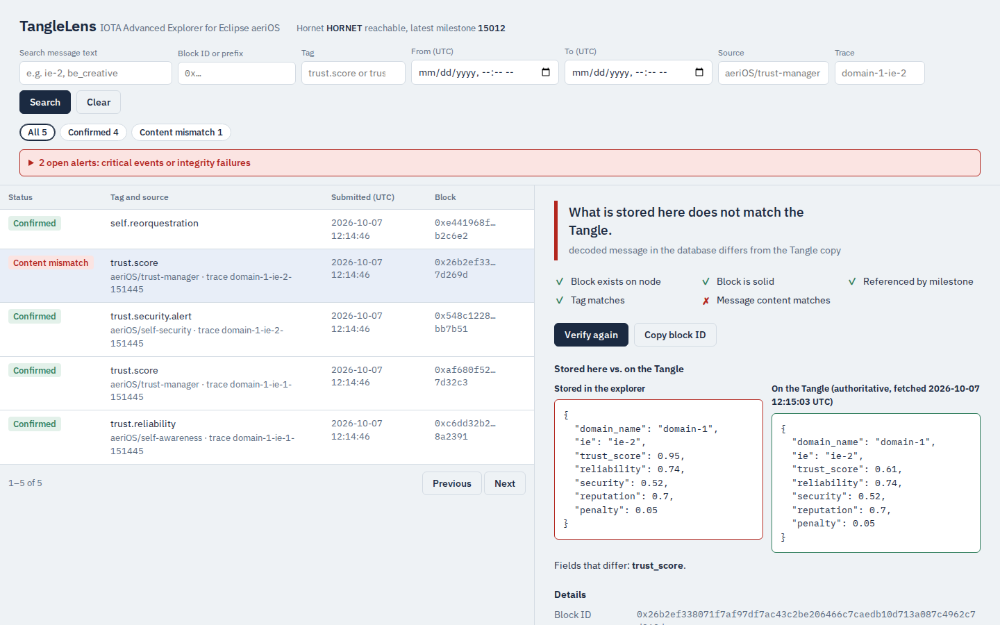 TangleLens IOTA Advanced Explorer for Eclipse aeriOS Hornet HORNET reachable, latest milestone 15012
Search message text Block ID or prefix Tag From (UTC) To (UTC) Source Trace
e.g. ie-2, be_creative 0x… trust.score or trus mm/dd/yyyy, --:-- -- mm/dd/yyyy, --:-- -- aeriOS/trust-manager domain-1-ie-2
Search Clear
All 5 Confirmed 4 Content mismatch 1
2 open alerts: critical events or integrity failures
Status Tag and source Submitted (UTC) Block
Confirmed self.reorquestration 2026-10-07 0xe441968f…
12:14:46 b2c6e2
Content mismatch trust.score 2026-10-07 0x26b2ef33…
aeriOS/trust-manager · trace domain-1-ie-2- 12:14:46 7d269d
151445
Confirmed trust.security.alert 2026-10-07 0x548c1228…
aeriOS/self-security · trace domain-1-ie-2- 12:14:46 bb7b51
151445
Confirmed trust.score 2026-10-07 0xaf680f52…
aeriOS/trust-manager · trace domain-1-ie-1- 12:14:46 7d32c3
151445
Confirmed trust.reliability 2026-10-07 0xc6dd32b2…
aeriOS/self-awareness · trace domain-1-ie-1- 12:14:46 8a2391
151445
1–5 of 5 Previous Next
What is stored here does not match the
Tangle.
decoded message in the database differs from the Tangle copy
✓ Block exists on node ✓ Block is solid ✓ Referenced by milestone
✓ Tag matches ✗ Message content matches
Verify again Copy block ID
Stored here vs. on the Tangle
Stored in the explorer
{
"domain_name": "domain-1",
"ie": "ie-2",
"trust_score": 0.95,
"reliability": 0.74,
"security": 0.52,
"reputation": 0.7,
"penalty": 0.05
}
On the Tangle (authoritative, fetched 2026-10-07
12:15:03 UTC)
{
"domain_name": "domain-1",
"ie": "ie-2",
"trust_score": 0.61,
"reliability": 0.74,
"security": 0.52,
"reputation": 0.7,
"penalty": 0.05
}
Fields that differ: trust_score.
Details
Block ID 0x26b2ef338071f7af97df7ac43c2be206466c7caedb10d713a087c4962c7